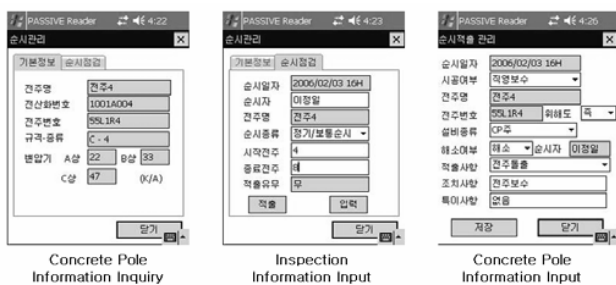 PASSIVE Reader 4:22
순시관리
기본정보 순시점검
전주명 전주4
전산화번호 1001A004
전주번호 55L1R4
규격-종류 C - 4
변압기 A상 22 B상 33
C상 47 (K/A)
닫기
Concrete Pole
Information Inquiry
PASSIVE Reader 4:23
순시관리
기본정보 순시점검
순시일자 2006/02/03 16H
순시자 이정일
전주명 전주4
순시종류 정기/보통순시
시작전주 4
종료전주 8
적출유무 무
적출 입력
닫기
Inspection
Information Input
PASSIVE Reader 4:26
순시적출 관리
순시일자 2006/02/03 16H
시공여부 직영보수
전주명 전주4
전주번호 55L1R4 위해도 즉
설비종류 CP주
해소여부 해소 순시자 이정일
적출사항 전주돌출
조치사항 전주보수
특이사항 없음
저장 닫기
Concrete Pole
Information Input